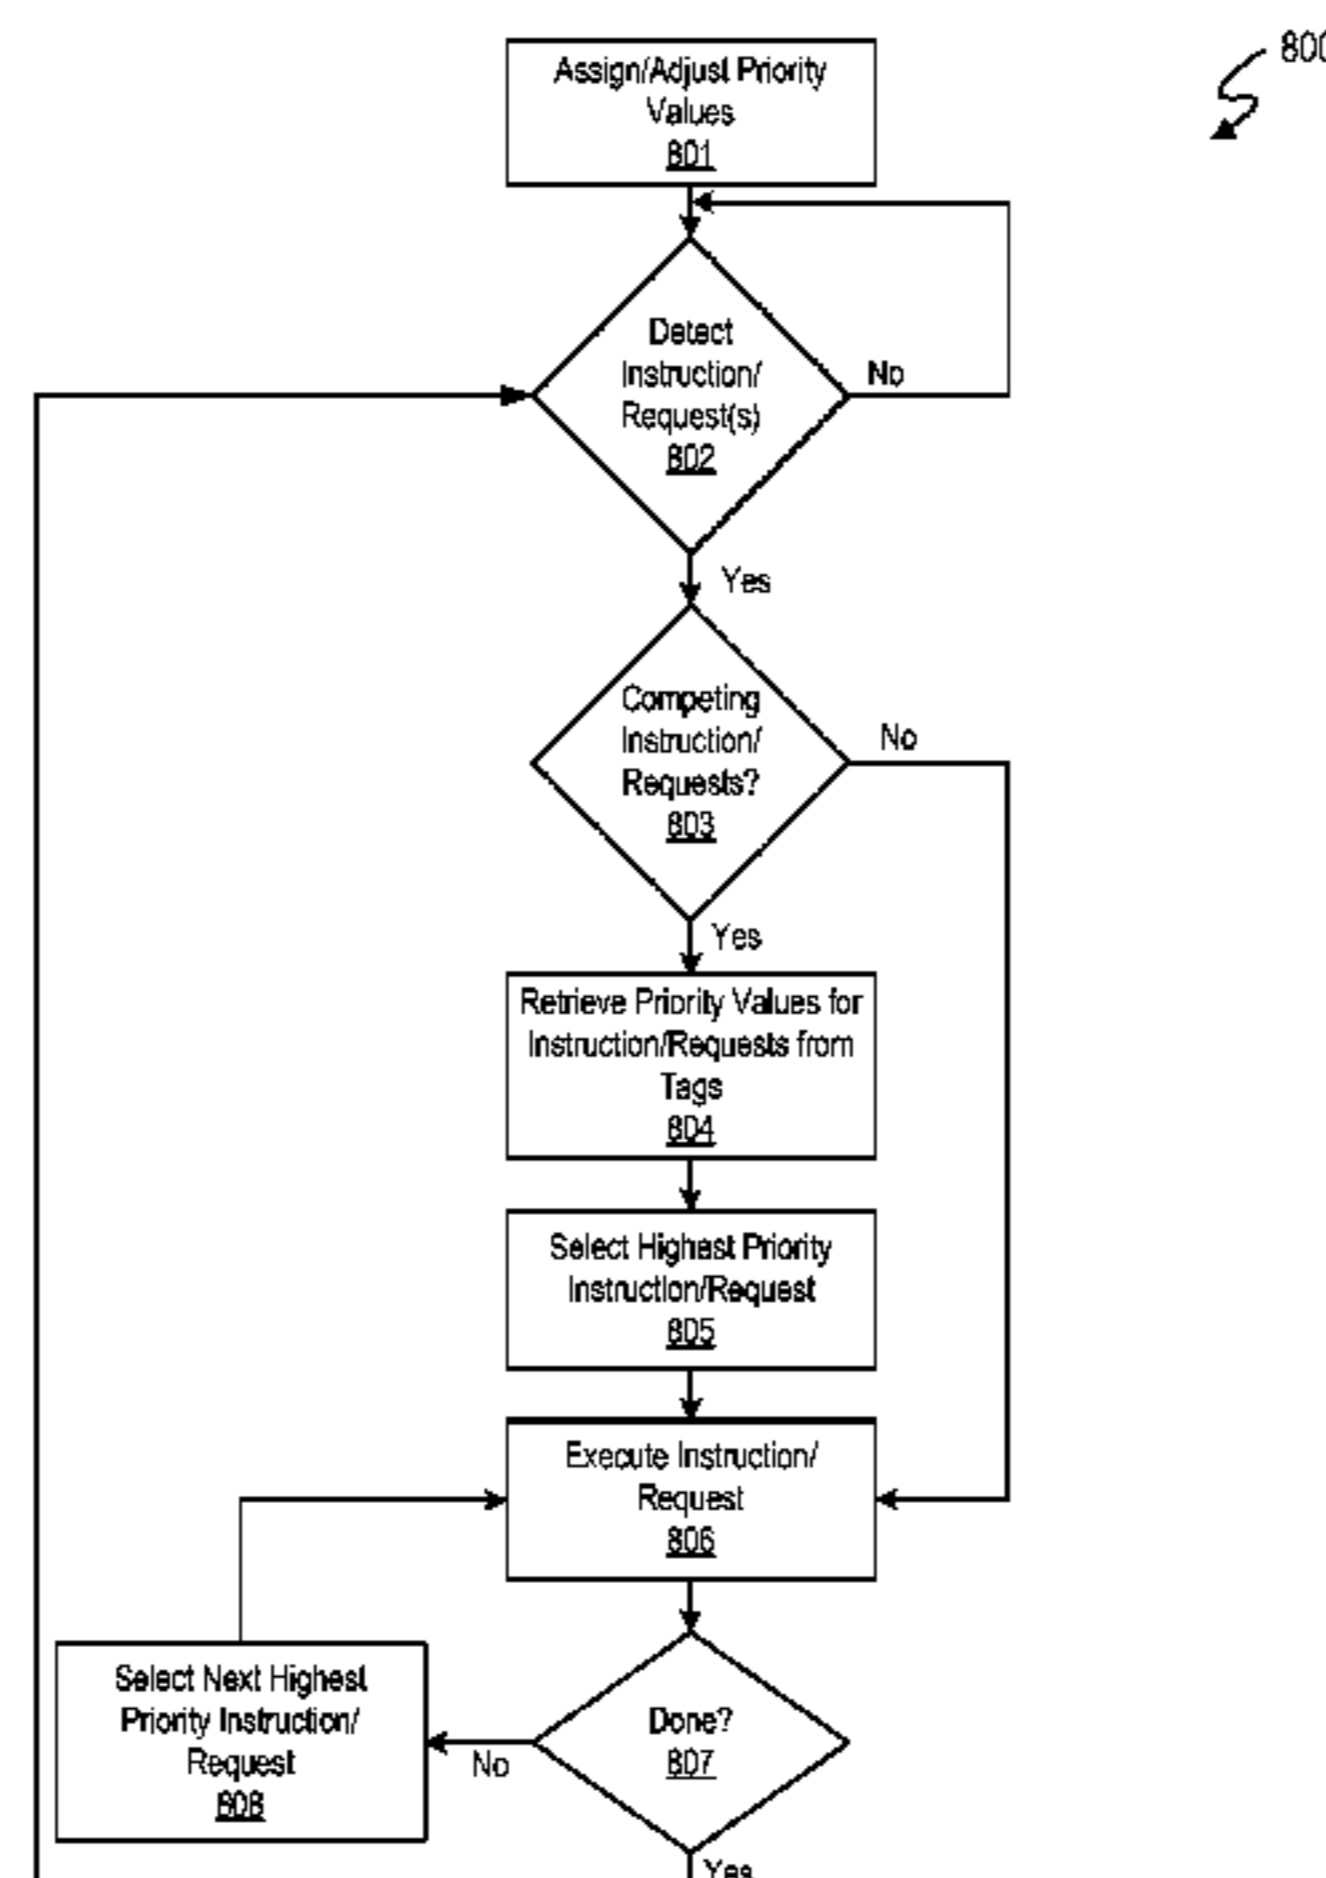 800
Assign/Adjust Priority
Values
801
Detect
Instruction/
Request(s)
802
No
Yes
Competing
Instruction/
Requests?
803
No
Yes
Retrieve Priority Values for
Instruction/Requests from
Tags
804
Select Highest Priority
Instruction/Request
805
Execute Instruction/
Request
806
Select Next Highest
Priority Instruction/
Request
808
No
Done?
807
Yes